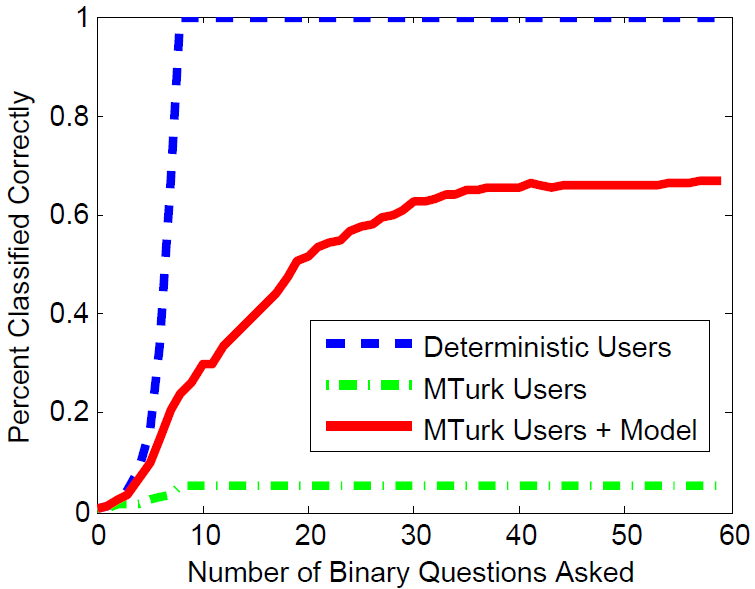 1
0.8
0.6
0.4
0.2
0
0 10 20 30 40 50 60
Percent Classified Correctly
Number of Binary Questions Asked
Deterministic Users
MTurk Users
MTurk Users + Model